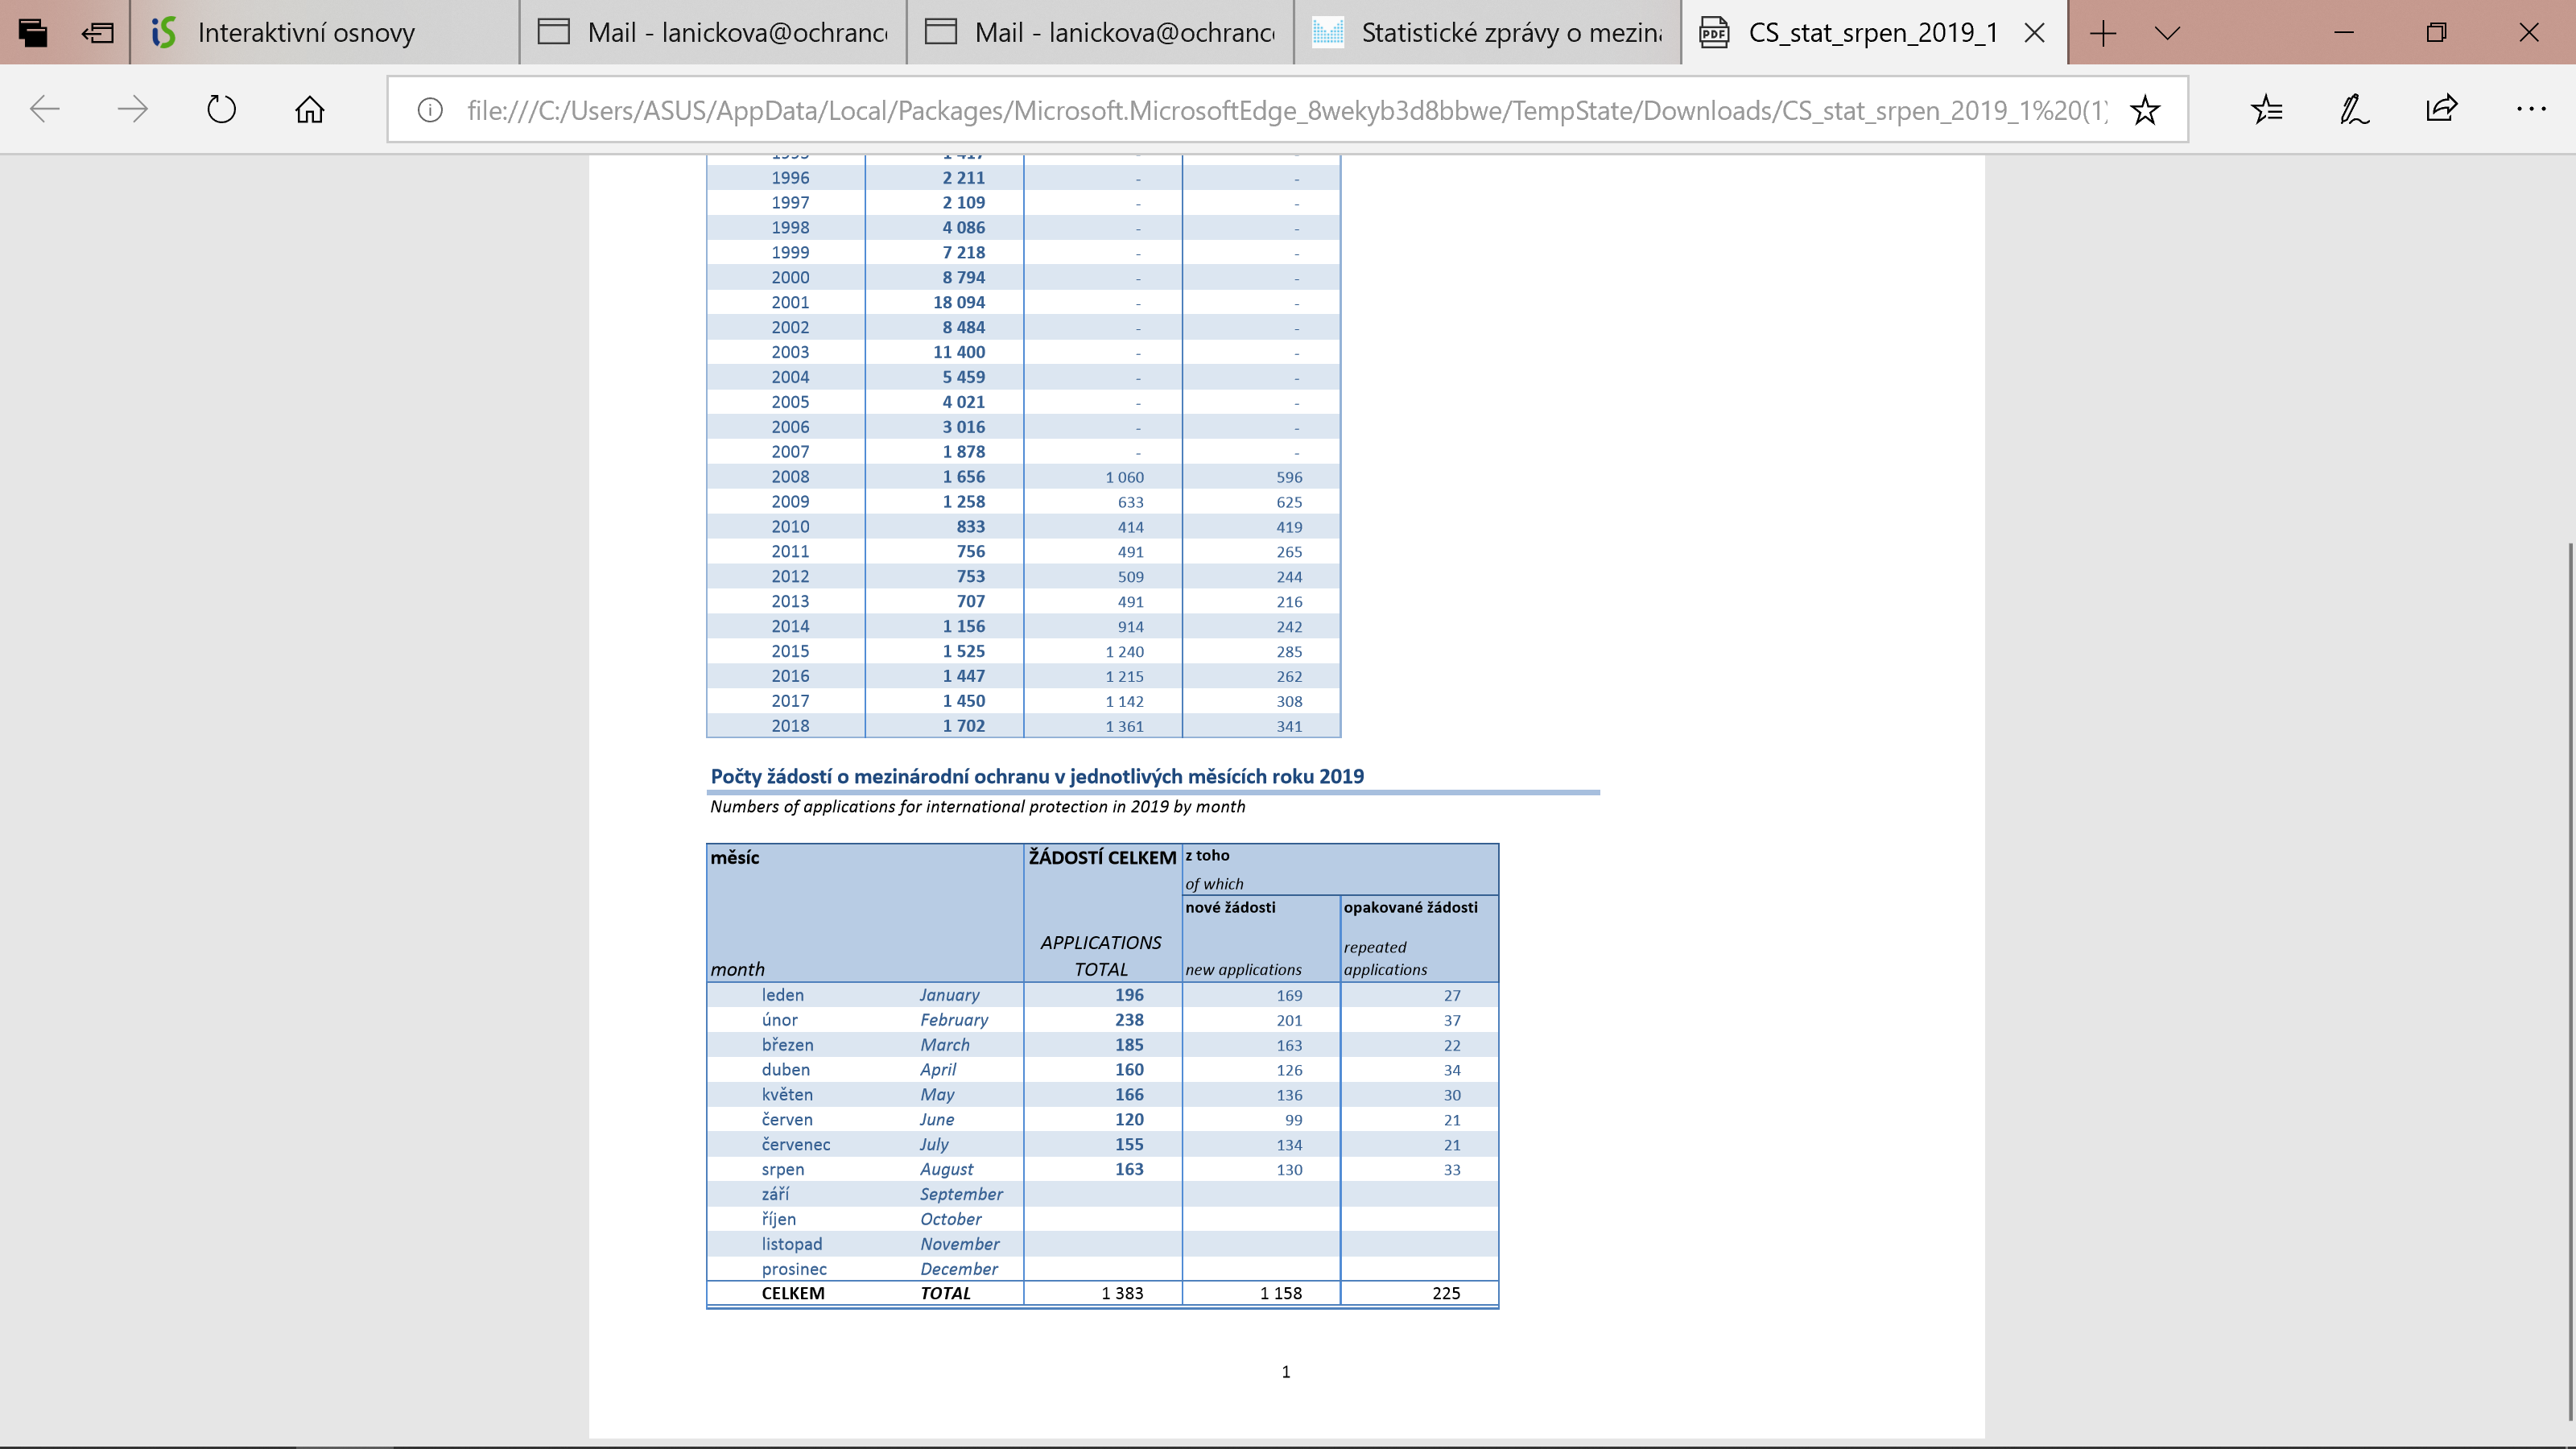 Interaktivní osnovy
Mail - lanickova@ochranc
Mail - lanickova@ochranc
Statistické zprávy o mezin
PDF CS_stat_srpen_2019_1
file:///C:/Users/ASUS/AppData/Local/Packages/Microsoft.MicrosoftEdge_8wekyb3d8bbwe/TempState/Downloads/CS_stat_srpen_2019_1%20(1)
1995 1 417 - -
1996 2 211 - -
1997 2 109 - -
1998 4 086 - -
1999 7 218 - -
2000 8 794 - -
2001 18 094 - -
2002 8 484 - -
2003 11 400 - -
2004 5 459 - -
2005 4 021 - -
2006 3 016 - -
2007 1 878 - -
2008 1 656 1 060 596
2009 1 258 633 625
2010 833 414 419
2011 756 491 265
2012 753 509 244
2013 707 491 216
2014 1 156 914 242
2015 1 525 1 240 285
2016 1 447 1 215 262
2017 1 450 1 142 308
2018 1 702 1 361 341
Počty žádostí o mezinárodní ochranu v jednotlivých měsících roku 2019
Numbers of applications for international protection in 2019 by month
měsíc ŽÁDOSTÍ CELKEM z toho
of which
nové žádosti opakované žádosti
APPLICATIONS repeated
month TOTAL new applications applications
leden January 196 169 27
únor February 238 201 37
březen March 185 163 22
duben April 160 126 34
květen May 166 136 30
červen June 120 99 21
červenec July 155 134 21
srpen August 163 130 33
září September
říjen October
listopad November
prosinec December
CELKEM TOTAL 1 383 1 158 225
1